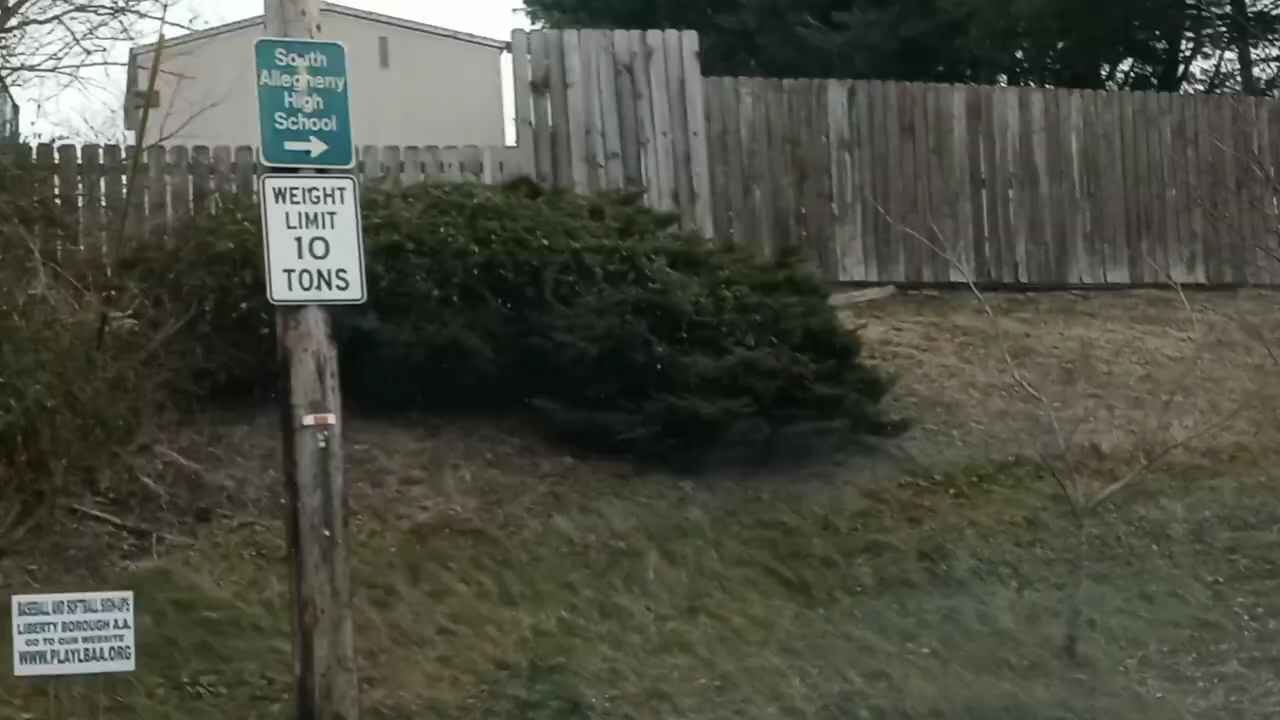 South
Allegheny
High
School
WEIGHT
LIMIT
10
TONS
BASEBALL AND SOFTBALL SIGN-UPS
LIBERTY BOROUGH A.A.
GO TO OUR WEBSITE
WWW.PLAYLBAA.ORG